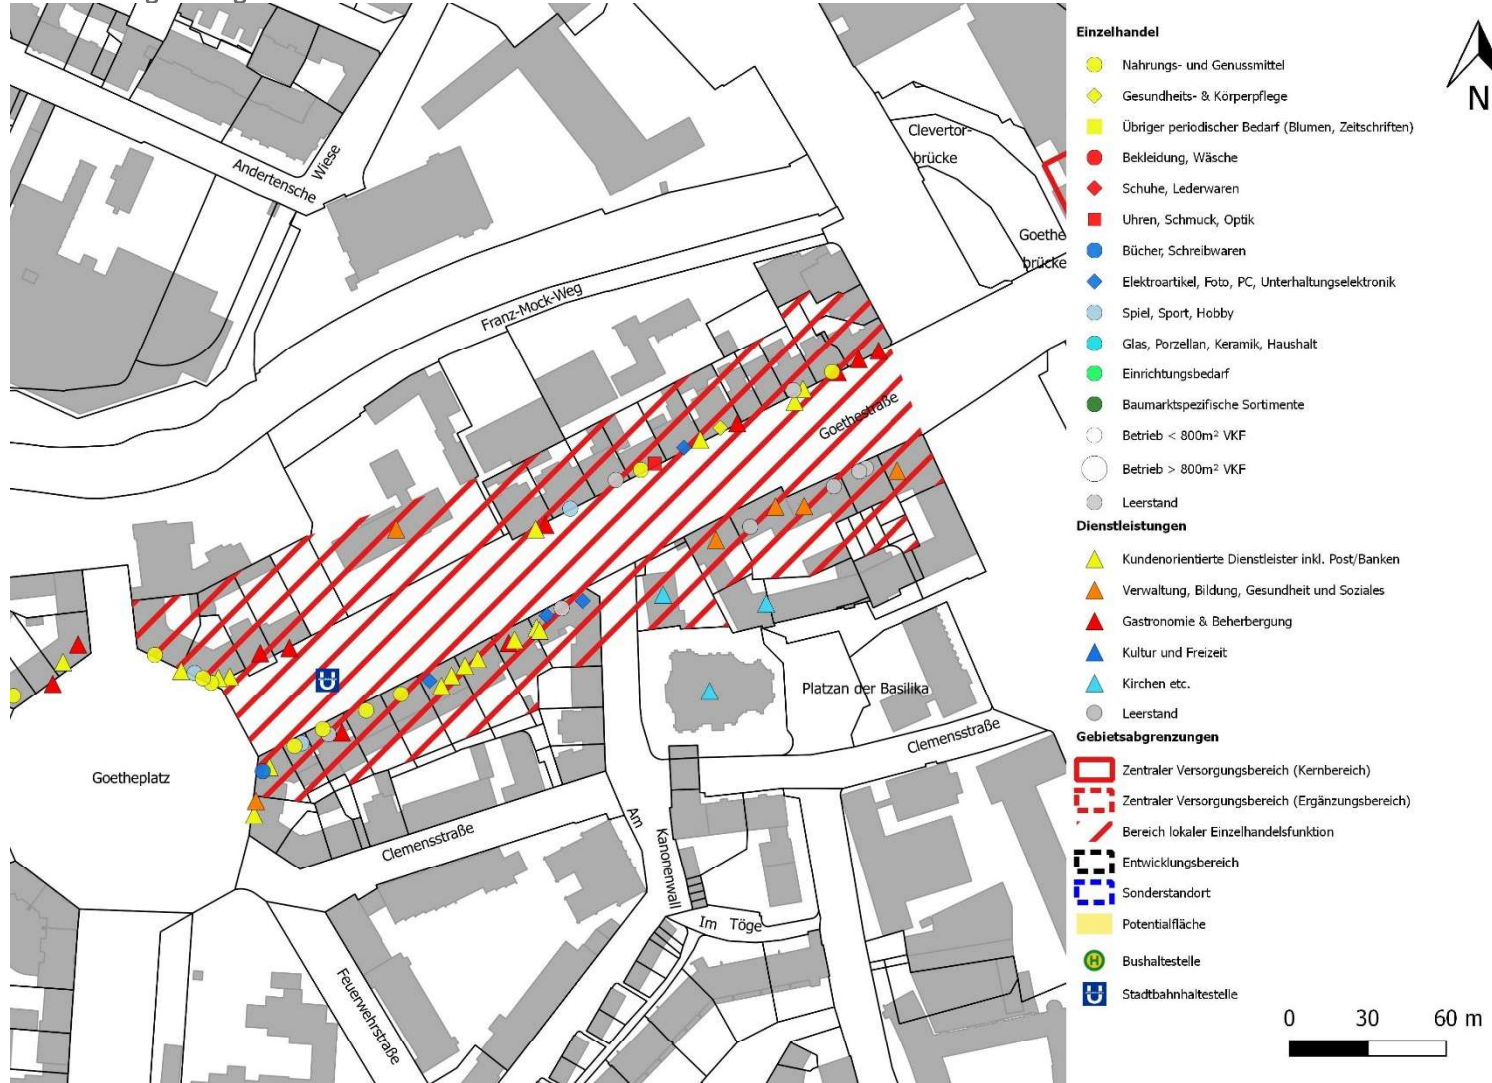 Andertensche
Wiese
Clevertor-
brücke
Goethe
brücke
Franz-Mock-Weg
Goethestraße
Goetheplatz
Platzan der Basilika
Clemensstraße
Clemensstraße
Am
Kanonenwall
Im Töge
Feuerwehrstraße
Einzelhandel
Nahrungs- und Genussmittel
Gesundheits- & Körperpflege
Übriger periodischer Bedarf (Blumen, Zeitschriften)
Bekleidung, Wäsche
Schuhe, Lederwaren
Uhren, Schmuck, Optik
Bücher, Schreibwaren
Elektroartikel, Foto, PC, Unterhaltungselektronik
Spiel, Sport, Hobby
Glas, Porzellan, Keramik, Haushalt
Einrichtungsbedarf
Baumarktspezifische Sortimente
Betrieb < 800m² VKF
Betrieb > 800m² VKF
Leerstand
Dienstleistungen
Kundenorientierte Dienstleister inkl. Post/Banken
Verwaltung, Bildung, Gesundheit und Soziales
Gastronomie & Beherbergung
Kultur und Freizeit
Kirchen etc.
Leerstand
Gebietsabgrenzungen
Zentraler Versorgungsbereich (Kernbereich)
Zentraler Versorgungsbereich (Ergänzungsbereich)
Bereich lokaler Einzelhandelsfunktion
Entwicklungsbereich
Sonderstandort
Potentialfläche
H Bushaltestelle
U Stadtbahnhaltestelle
N
0 30 60 m